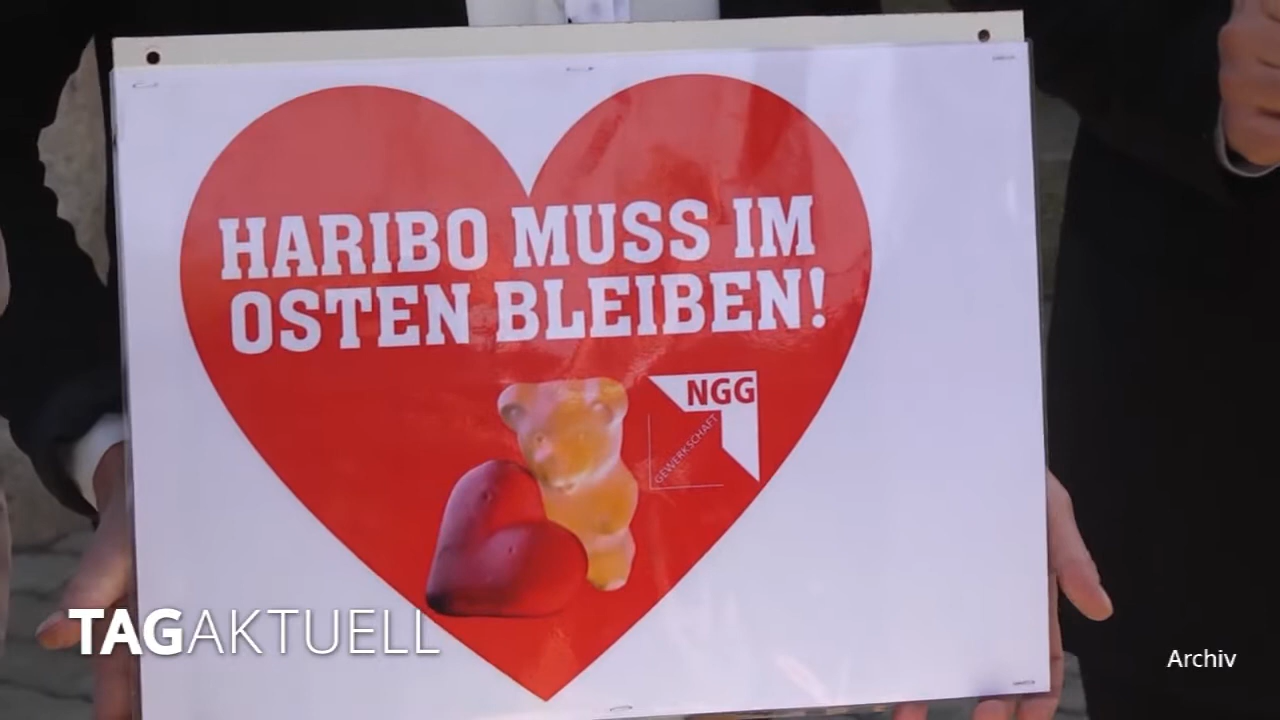 HARIBO MUSS IM
OSTEN BLEIBEN!
NGG
GEWERKSCHAFT
TAGAKTUELL
Archiv